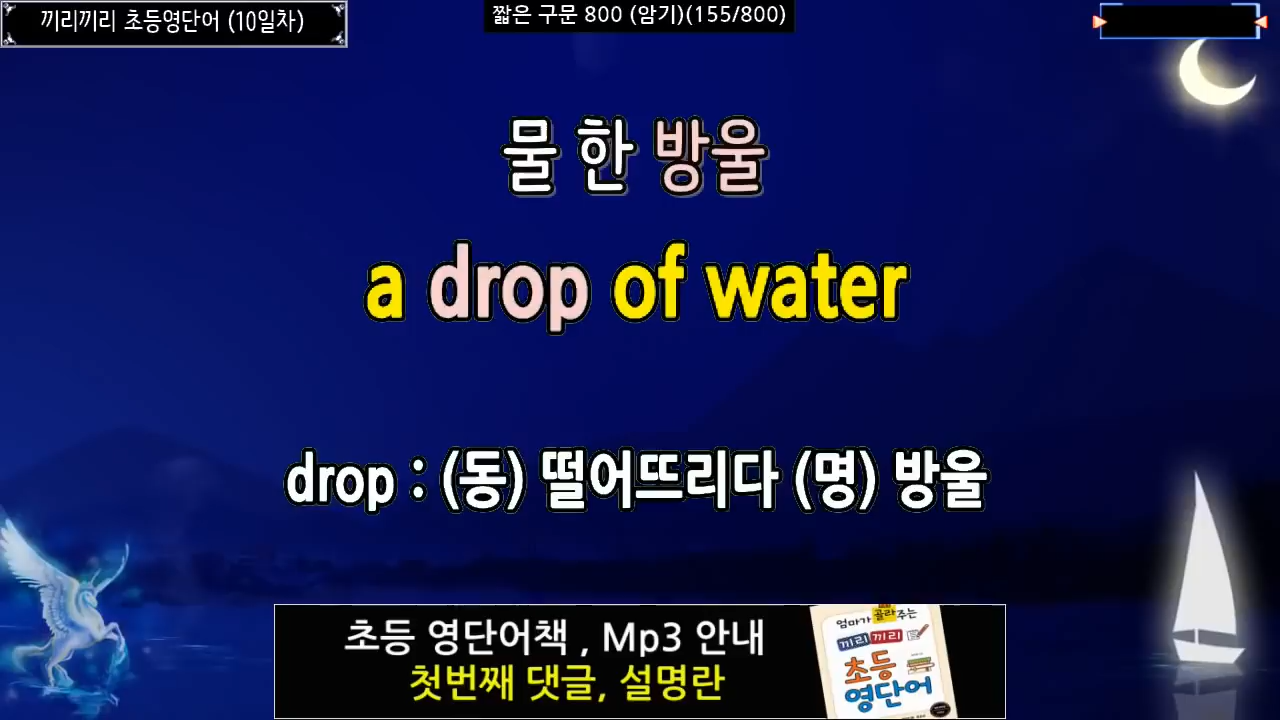 끼리끼리 초등영단어 (10일차)
짧은 구문 800 (암기)(155/800)
물 한 방울
a drop of water
drop : (동) 떨어뜨리다 (명) 방울
초등 영단어책 , Mp3 안내
첫번째 댓글, 설명란
엄마가 골라주는
끼리끼리
초등
영단어